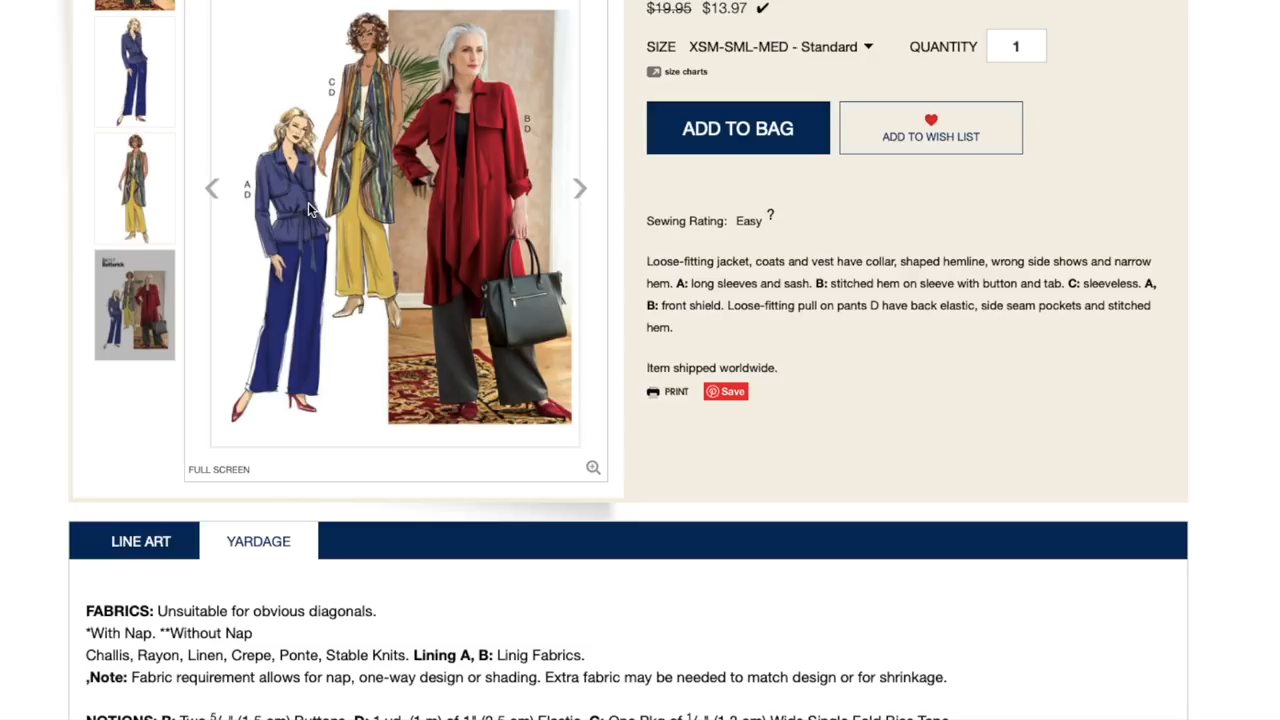 $19.95 $13.97 ✔
SIZE XSM-SML-MED - Standard QUANTITY 1
size charts
ADD TO BAG
ADD TO WISH LIST
C
D
B
D
A
D
Sewing Rating: Easy ?
Loose-fitting jacket, coats and vest have collar, shaped hemline, wrong side shows and narrow
hem. A: long sleeves and sash. B: stitched hem on sleeve with button and tab. C: sleeveless. A,
B: front shield. Loose-fitting pull on pants D have back elastic, side seam pockets and stitched
hem.
Item shipped worldwide.
PRINT Save
FULL SCREEN
LINE ART YARDAGE
FABRICS: Unsuitable for obvious diagonals.
*With Nap. **Without Nap
Challis, Rayon, Linen, Crepe, Ponte, Stable Knits. Lining A, B: Linig Fabrics.
,Note: Fabric requirement allows for nap, one-way design or shading. Extra fabric may be needed to match design or for shrinkage.